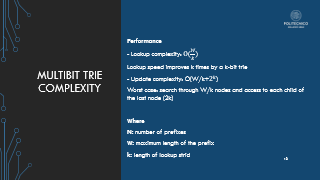 POLITECNICO
MULTIBIT TRIE
COMPLEXITY
Performance
- Lookup complexity: O(W/k)
Lookup speed improves k times by a k-bit trie
- Update complexity: O(W/k+2ᵏ)
Worst case: search through W/k nodes and access to each child of
the last node (2k)
Where
N: number of prefixes
W: maximum length of the prefix
k: length of lookup strid